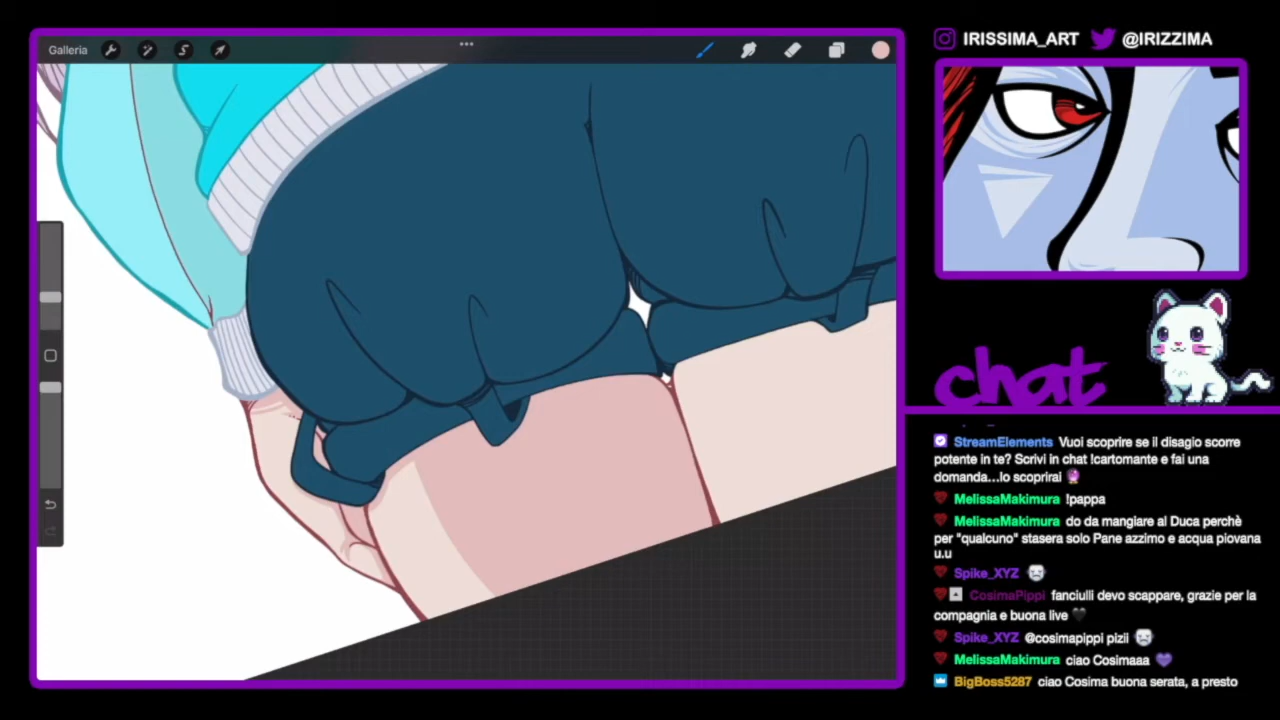 Galleria
IRISSIMA_ART @IRIZZIMA
chat
StreamElements Vuoi scoprire se il disagio scorre
potente in te? Scrivi in chat !cartomante e fai una
domanda...lo scoprirai
MelissaMakimura !pappa
MelissaMakimura do da mangiare al Duca perchè
per "qualcuno" stasera solo Pane azzimo e acqua piovana
u.u
Spike_XYZ
CosimaPippi fanciulli devo scappare, grazie per la
compagnia e buona live
Spike_XYZ @cosimapippi pizii
MelissaMakimura ciao Cosimaaa
BigBoss5287 ciao Cosima buona serata, a presto